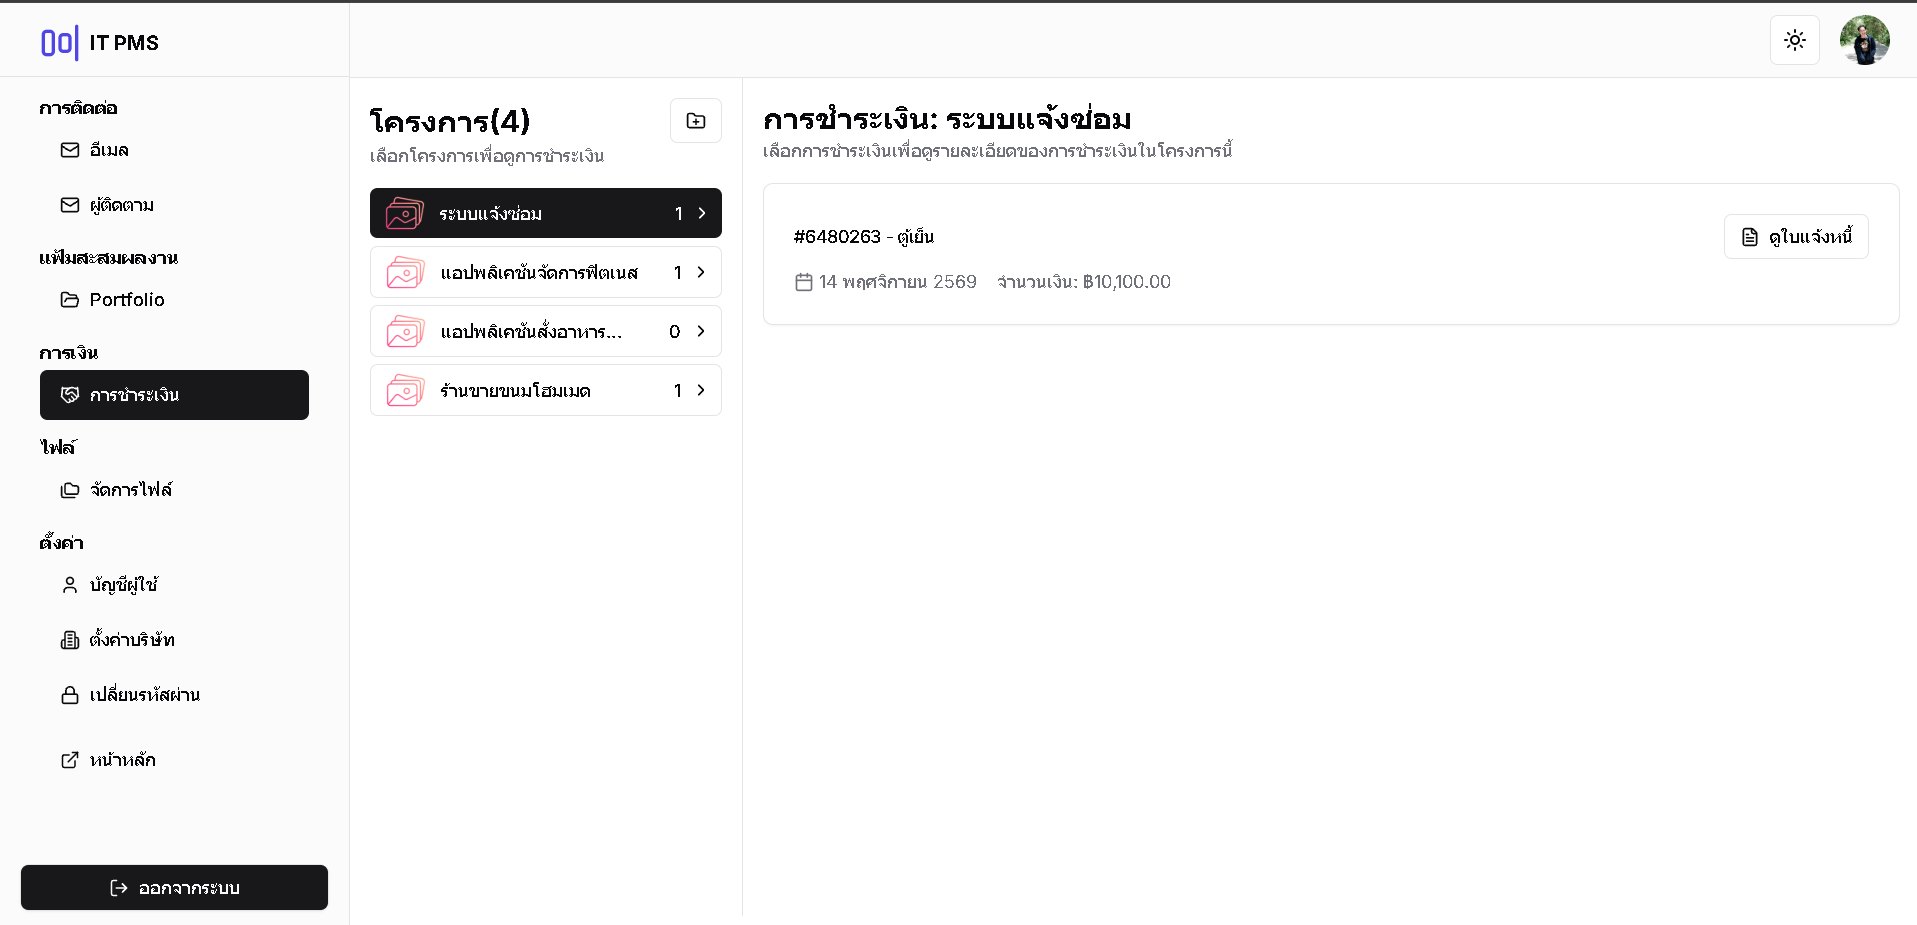 IT PMS
การติดต่อ
อีเมล
ผู้ติดตาม
แฟ้มสะสมผลงาน
Portfolio
การเงิน
การชำระเงิน
ไฟล์
จัดการไฟล์
ตั้งค่า
บัญชีผู้ใช้
ตั้งค่าบริษัท
เปลี่ยนรหัสผ่าน
หน้าหลัก
ออกจากระบบ
โครงการ(4)
เลือกโครงการเพื่อดูการชำระเงิน
ระบบแจ้งซ่อม 1
แอปพลิเคชันจัดการฟิตเนส 1
แอปพลิเคชันสั่งอาหาร... 0
ร้านขายขนมโฮมเมด 1
การชำระเงิน: ระบบแจ้งซ่อม
เลือกการชำระเงินเพื่อดูรายละเอียดของการชำระเงินในโครงการนี้
#6480263 - ตู้เย็น
ดูใบแจ้งหนี้
14 พฤศจิกายน 2569 จำนวนเงิน: ฿10,100.00